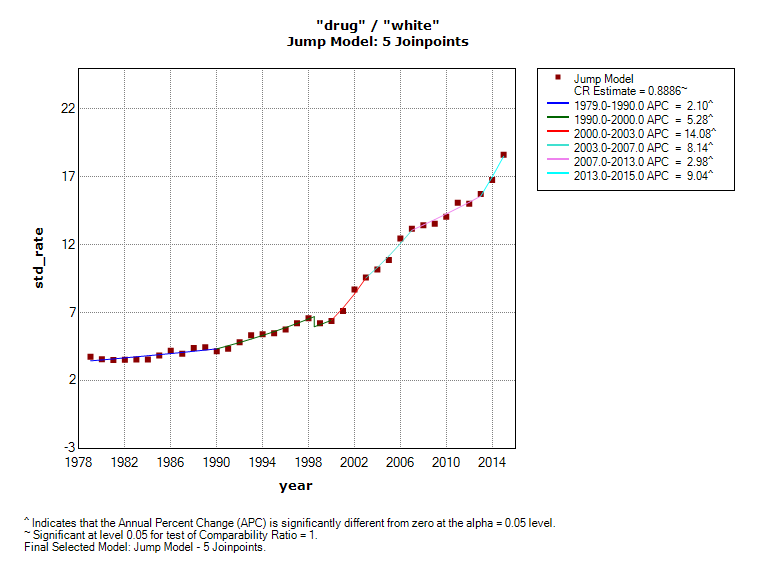 "drug" / "white"
Jump Model: 5 Joinpoints
Jump Model
CR Estimate = 0.8886~
1979.0-1990.0 APC = 2.10^
1990.0-2000.0 APC = 5.28^
2000.0-2003.0 APC = 14.08^
2003.0-2007.0 APC = 8.14^
2007.0-2013.0 APC = 2.98^
2013.0-2015.0 APC = 9.04^
std_rate
22
17
12
7
2
-3
1978 1982 1986 1990 1994 1998 2002 2006 2010 2014
year
^ Indicates that the Annual Percent Change (APC) is significantly different from zero at the alpha = 0.05 level.
~ Significant at level 0.05 for test of Comparability Ratio = 1.
Final Selected Model: Jump Model - 5 Joinpoints.